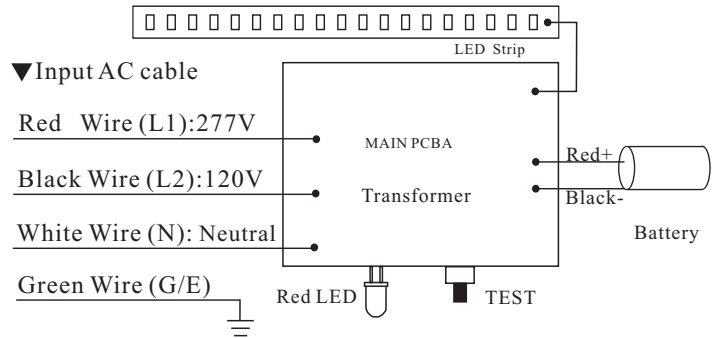 LED Strip
▼Input AC cable
Red Wire (L1):277V
MAIN PCBA
Red+
Black Wire (L2):120V
Transformer
Black-
White Wire (N): Neutral
Battery
Green Wire (G/E)
Red LED
TEST